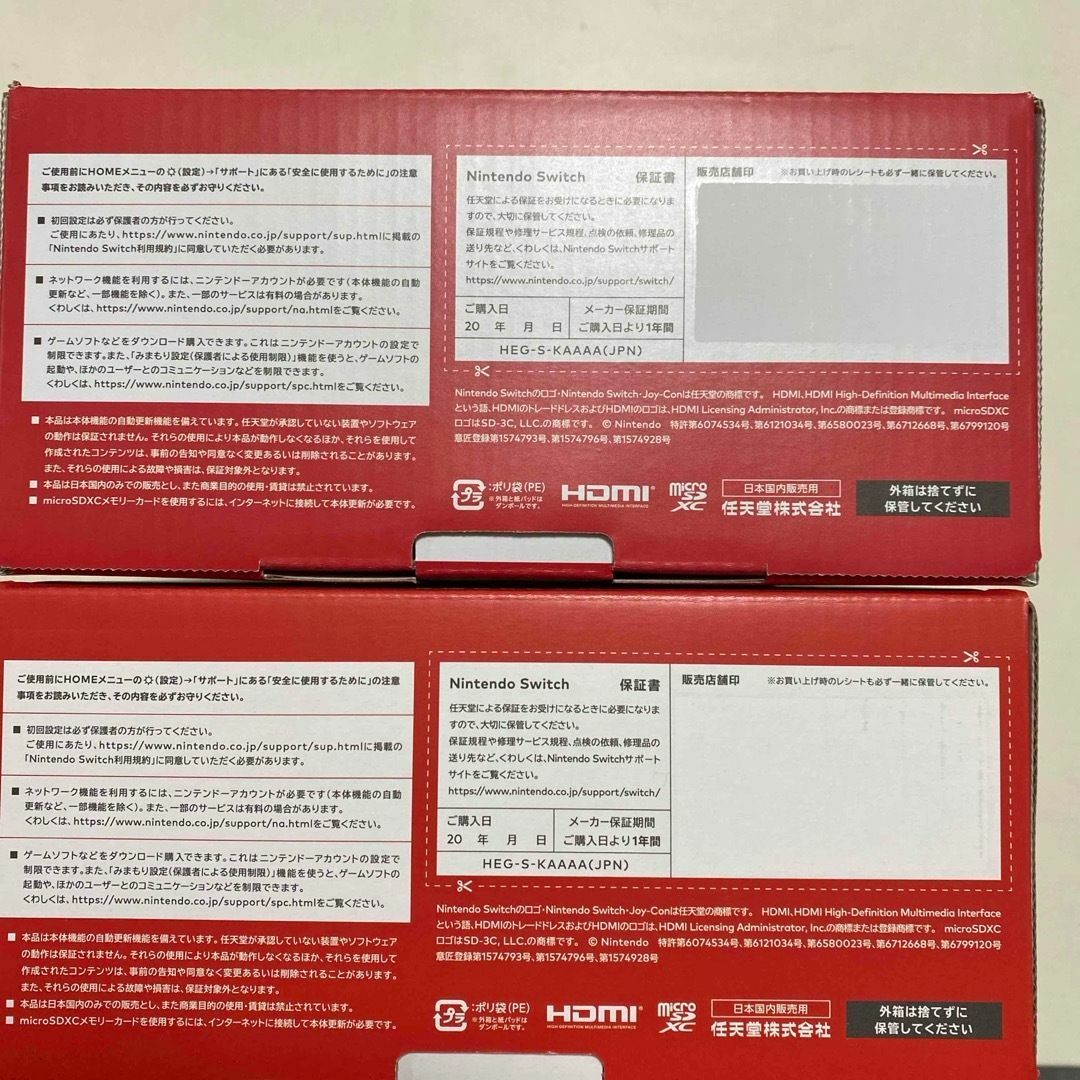 ご使用前にHOMEメニューの(設定)→「サポート」にある「安全に使用するために」の注意
事項をお読みいただき、その内容を必ずお守りください。
■ 初回設定は必ず保護者の方が行ってください。
ご使用にあたり、https://www.nintendo.co.jp/support/sup.htmlに掲載の
「Nintendo Switch利用規約」に同意していただく必要があります。
■ ネットワーク機能を利用するには、ニンテンドーアカウントが必要です(本体機能の自動
更新など、一部機能を除く)。また、一部のサービスは有料の場合があります。
くわしくは、https://www.nintendo.co.jp/support/na.htmlをご覧ください。
■ ゲームソフトなどをダウンロード購入できます。これはニンテンドーアカウントの設定で
制限できます。また、「みまもり設定(保護者による使用制限)」機能を使うと、ゲームソフトの
起動や、ほかのユーザーとのコミュニケーションなどを制限できます。
くわしくは、https://www.nintendo.co.jp/support/spc.htmlをご覧ください。
■ 本品は本体機能の自動更新機能を備えています。任天堂が承認していない装置やソフトウェア
の動作は保証されません。それらの使用により本品が動作しなくなるほか、それらを使用して
作成されたコンテンツは、事前の告知や同意なく変更あるいは削除されることがあります。
また、それらの使用による故障や損害は、保証対象外となります。
■ 本品は日本国内のみでの販売とし、また商業目的の使用・賃貸は禁止されています。
■ microSDXCメモリーカードを使用するには、インターネットに接続して本体更新が必要です。
Nintendo Switch 保証書
任天堂による保証をお受けになるときに必要になりま
すので、大切に保管してください。
保証規程や修理サービス規程、点検の依頼、修理品の
送り先など、くわしくは、Nintendo Switchサポート
サイトをご覧ください。
https://www.nintendo.co.jp/support/switch/
ご購入日
20 年 月 日
メーカー保証期間
ご購入日より1年間
HEG-S-KAAAA(JPN)
販売店舗印 ※お買い上げ時のレシートも必ず一緒に保管してください。
Nintendo Switchのロゴ・Nintendo Switch・Joy-Conは任天堂の商標です。 HDMI、HDMI High-Definition Multimedia Interface
という語、HDMIのトレードドレスおよびHDMIのロゴは、HDMI Licensing Administrator, Inc.の商標または登録商標です。 microSDXC
ロゴはSD-3C, LLC.の商標です。 © Nintendo 特許第6074534号、第6121034号、第6580023号、第6712668号、第6799120号
意匠登録第1574793号、第1574796号、第1574928号
プラ
:ポリ袋(PE)
※外箱と紙パッドは
ダンボールです。
HDMI
HIGH-DEFINITION MULTIMEDIA INTERFACE
micro
SD
XC
日本国内販売用
任天堂株式会社
外箱は捨てずに
保管してください
ご使用前にHOMEメニューの(設定)→「サポート」にある「安全に使用するために」の注意
事項をお読みいただき、その内容を必ずお守りください。
■ 初回設定は必ず保護者の方が行ってください。
ご使用にあたり、https://www.nintendo.co.jp/support/sup.htmlに掲載の
「Nintendo Switch利用規約」に同意していただく必要があります。
■ ネットワーク機能を利用するには、ニンテンドーアカウントが必要です(本体機能の自動
更新など、一部機能を除く)。また、一部のサービスは有料の場合があります。
くわしくは、https://www.nintendo.co.jp/support/na.htmlをご覧ください。
■ ゲームソフトなどをダウンロード購入できます。これはニンテンドーアカウントの設定で
制限できます。また、「みまもり設定(保護者による使用制限)」機能を使うと、ゲームソフトの
起動や、ほかのユーザーとのコミュニケーションなどを制限できます。
くわしくは、https://www.nintendo.co.jp/support/spc.htmlをご覧ください。
■ 本品は本体機能の自動更新機能を備えています。任天堂が承認していない装置やソフトウェア
の動作は保証されません。それらの使用により本品が動作しなくなるほか、それらを使用して
作成されたコンテンツは、事前の告知や同意なく変更あるいは削除されることがあります。
また、それらの使用による故障や損害は、保証対象外となります。
■ 本品は日本国内のみでの販売とし、また商業目的の使用・賃貸は禁止されています。
■ microSDXCメモリーカードを使用するには、インターネットに接続して本体更新が必要です。
Nintendo Switch 保証書
任天堂による保証をお受けになるときに必要になりま
すので、大切に保管してください。
保証規程や修理サービス規程、点検の依頼、修理品の
送り先など、くわしくは、Nintendo Switchサポート
サイトをご覧ください。
https://www.nintendo.co.jp/support/switch/
ご購入日
20 年 月 日
メーカー保証期間
ご購入日より1年間
HEG-S-KAAAA(JPN)
販売店舗印 ※お買い上げ時のレシートも必ず一緒に保管してください。
Nintendo Switchのロゴ・Nintendo Switch・Joy-Conは任天堂の商標です。 HDMI、HDMI High-Definition Multimedia Interface
という語、HDMIのトレードドレスおよびHDMIのロゴは、HDMI Licensing Administrator, Inc.の商標または登録商標です。 microSDXC
ロゴはSD-3C, LLC.の商標です。 © Nintendo 特許第6074534号、第6121034号、第6580023号、第6712668号、第6799120号
意匠登録第1574793号、第1574796号、第1574928号
プラ
:ポリ袋(PE)
※外箱と紙パッドは
ダンボールです。
HDMI
HIGH-DEFINITION MULTIMEDIA INTERFACE
micro
SD
XC
日本国内販売用
任天堂株式会社
外箱は捨てずに
保管してください